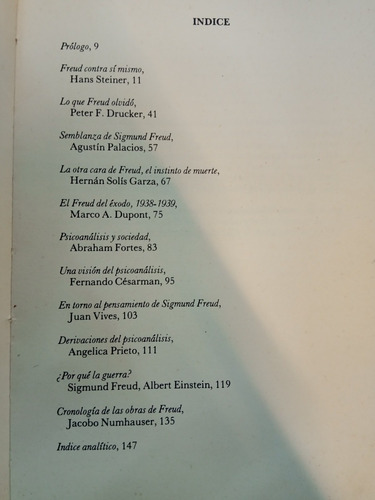 INDICE
Prólogo, 9
Freud contra sí mismo,
Hans Steiner, 11
Lo que Freud olvidó,
Peter F. Drucker, 41
Semblanza de Sigmund Freud,
Agustín Palacios, 57
La otra cara de Freud, el instinto de muerte,
Hernán Solís Garza, 67
El Freud del éxodo, 1938-1939,
Marco A. Dupont, 75
Psicoanálisis y sociedad,
Abraham Fortes, 83
Una visión del psicoanálisis,
Fernando Césarman, 95
En torno al pensamiento de Sigmund Freud,
Juan Vives, 103
Derivaciones del psicoanálisis,
Angelica Prieto, 111
¿Por qué la guerra?
Sigmund Freud, Albert Einstein, 119
Cronología de las obras de Freud,
Jacobo Numhauser, 135
Indice analítico, 147